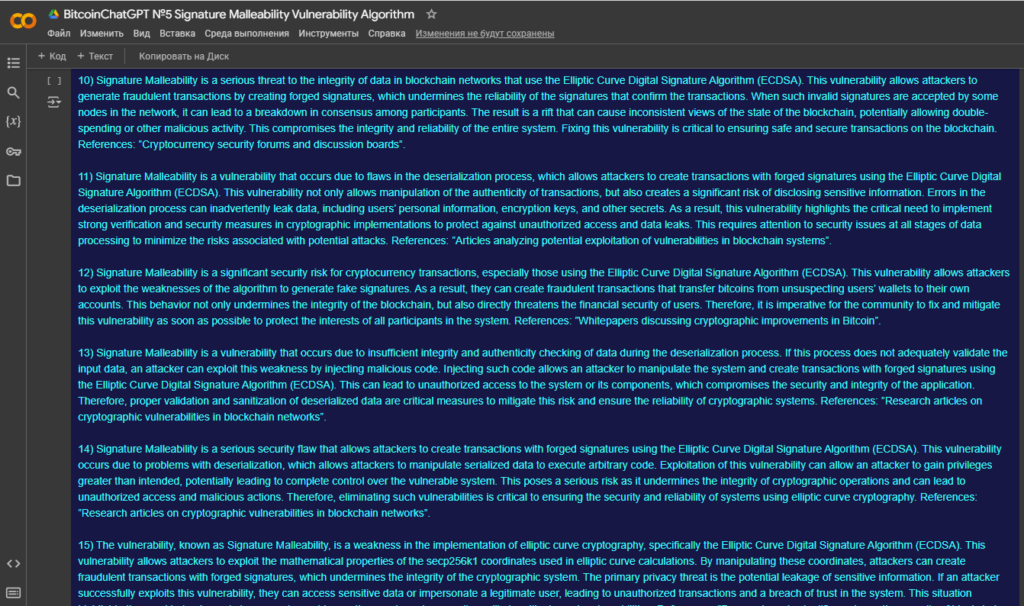 BitcoinChatGPT №5 Signature Malleability Vulnerability Algorithm
Файл Изменить Вид Вставка Среда выполнения Инструменты Справка Изменения не будут сохранены
+ Код + Текст Копировать на Диск
10) Signature Malleability is a serious threat to the integrity of data in blockchain networks that use the Elliptic Curve Digital Signature Algorithm (ECDSA). This vulnerability allows attackers to
generate fraudulent transactions by creating forged signatures, which undermines the reliability of the signatures that confirm the transactions. When such invalid signatures are accepted by some
nodes in the network, it can lead to a breakdown in consensus among participants. The result is a rift that can cause inconsistent views of the state of the blockchain, potentially allowing double-
spending or other malicious activity. This compromises the integrity and reliability of the entire system. Fixing this vulnerability is critical to ensuring safe and secure transactions on the blockchain.
References: "Cryptocurrency security forums and discussion boards".
11) Signature Malleability is a vulnerability that occurs due to flaws in the deserialization process, which allows attackers to create transactions with forged signatures using the Elliptic Curve Digital
Signature Algorithm (ECDSA). This vulnerability not only allows manipulation of the authenticity of transactions, but also creates a significant risk of disclosing sensitive information. Errors in the
deserialization process can inadvertently leak data, including users' personal information, encryption keys, and other secrets. As a result, this vulnerability highlights the critical need to implement
strong verification and security measures in cryptographic implementations to protect against unauthorized access and data leaks. This requires attention to security issues at all stages of data
processing to minimize the risks associated with potential attacks. References: "Articles analyzing potential exploitation of vulnerabilities in blockchain systems".
12) Signature Malleability is a significant security risk for cryptocurrency transactions, especially those using the Elliptic Curve Digital Signature Algorithm (ECDSA). This vulnerability allows attackers
to exploit the weaknesses of the algorithm to generate fake signatures. As a result, they can create fraudulent transactions that transfer bitcoins from unsuspecting users' wallets to their own
accounts. This behavior not only undermines the integrity of the blockchain, but also directly threatens the financial security of users. Therefore, it is imperative for the community to fix and mitigate
this vulnerability as soon as possible to protect the interests of all participants in the system. References: "Whitepapers discussing cryptographic improvements in Bitcoin".
13) Signature Malleability is a vulnerability that occurs due to insufficient integrity and authenticity checking of data during the deserialization process. If this process does not adequately validate the
input data, an attacker can exploit this weakness by injecting malicious code. Injecting such code allows an attacker to manipulate the system and create transactions with forged signatures using
the Elliptic Curve Digital Signature Algorithm (ECDSA). This can lead to unauthorized access to the system or its components, which compromises the security and integrity of the application.
Therefore, proper validation and sanitization of deserialized data are critical measures to mitigate this risk and ensure the reliability of cryptographic systems. References: "Research articles on
cryptographic vulnerabilities in blockchain networks".
14) Signature Malleability is a serious security flaw that allows attackers to create transactions with forged signatures using the Elliptic Curve Digital Signature Algorithm (ECDSA). This vulnerability
occurs due to problems with deserialization, which allows attackers to manipulate serialized data to execute arbitrary code. Exploitation of this vulnerability can allow an attacker to gain privileges
greater than intended, potentially leading to complete control over the vulnerable system. This poses a serious risk as it undermines the integrity of cryptographic operations and can lead to
unauthorized access and malicious actions. Therefore, eliminating such vulnerabilities is critical to ensuring the security and reliability of systems using elliptic curve cryptography. References:
"Research articles on cryptographic vulnerabilities in blockchain networks".
15) The vulnerability, known as Signature Malleability, is a weakness in the implementation of elliptic curve cryptography, specifically the Elliptic Curve Digital Signature Algorithm (ECDSA). This
vulnerability allows attackers to exploit the mathematical properties of the secp256k1 coordinates used in elliptic curve calculations. By manipulating these coordinates, attackers can create
fraudulent transactions with forged signatures, which undermines the integrity of the cryptographic system. The primary privacy threat is the potential leakage of sensitive information. If an attacker
successfully exploits this vulnerability, they can access sensitive data or impersonate a legitimate user, leading to unauthorized transactions and a breach of trust in the system. This situation